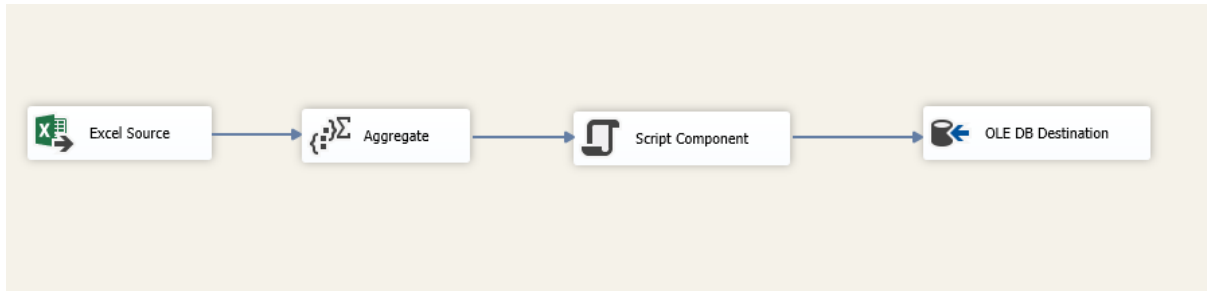 Excel Source
Aggregate
Script Component
OLE DB Destination